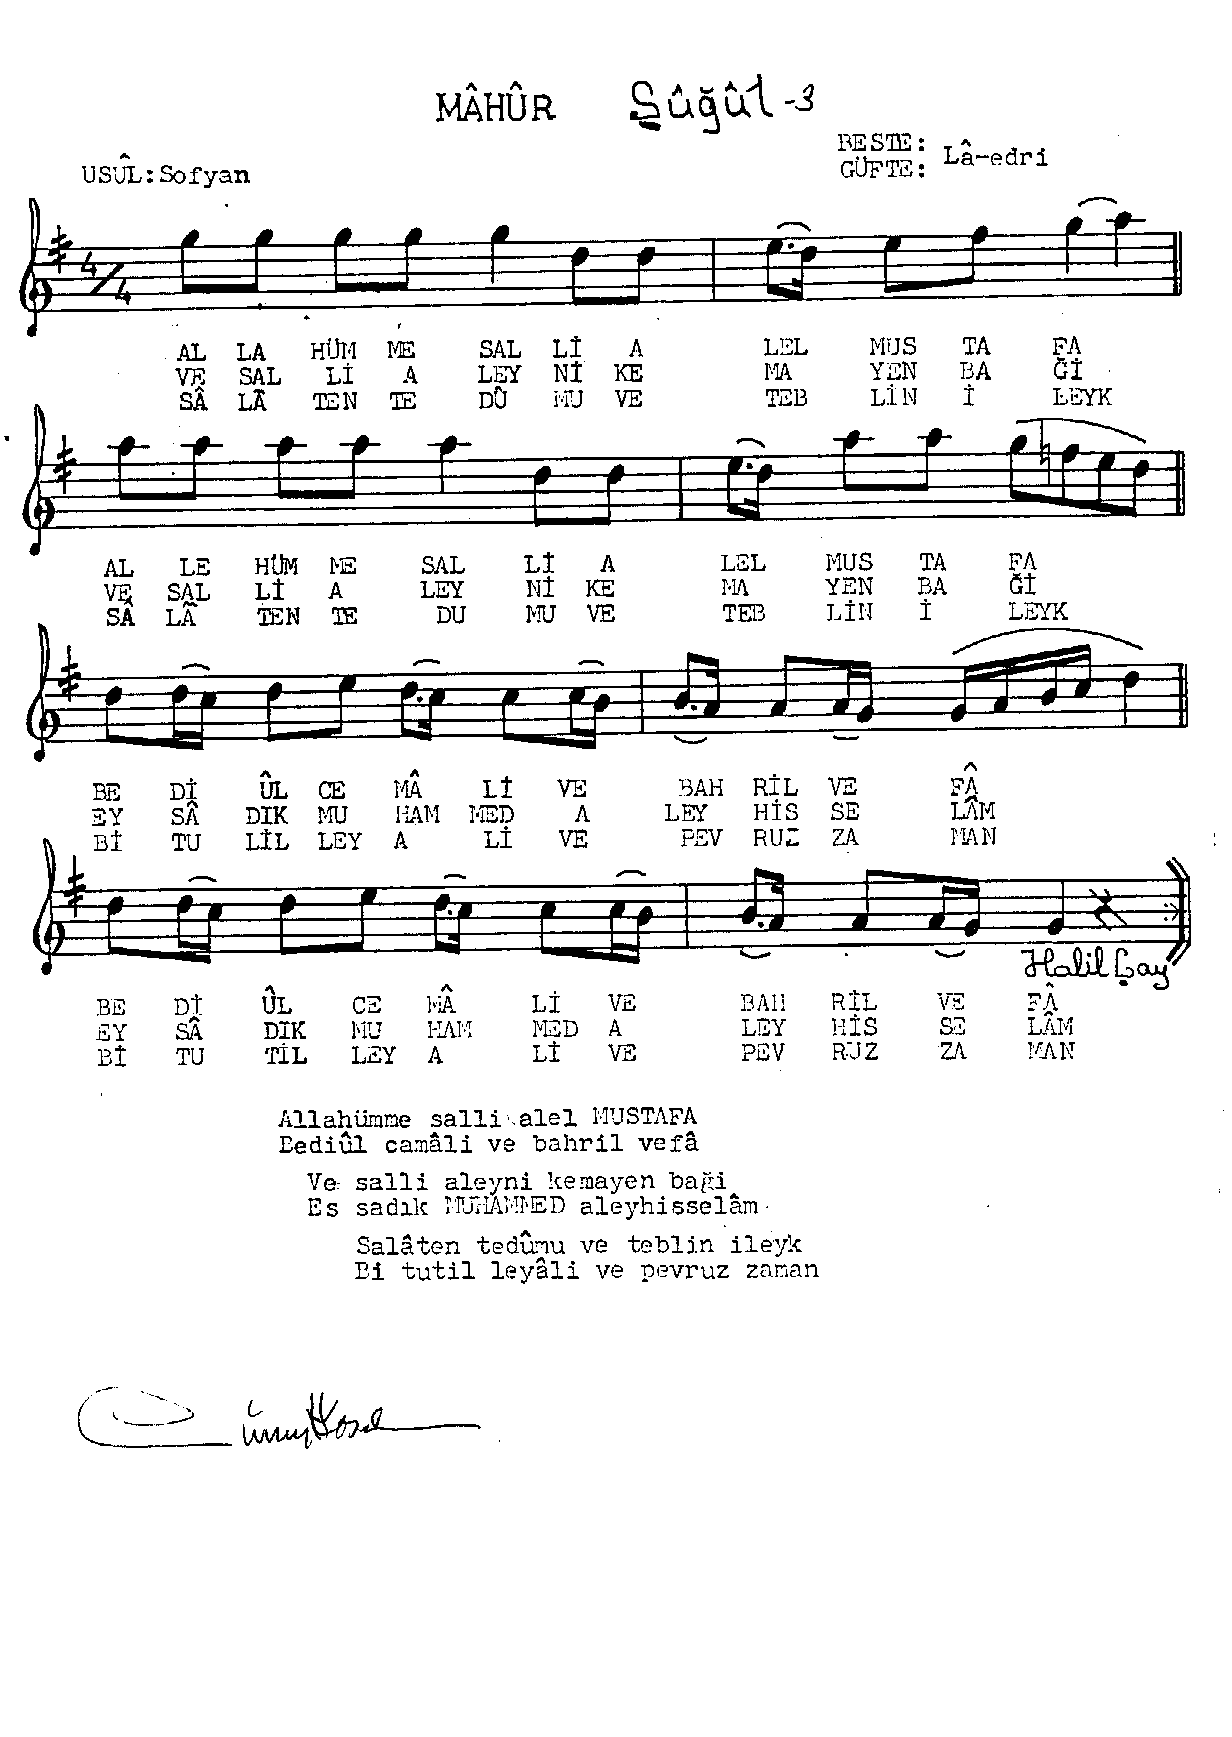 MÂHÛR Şûğûl -3
BESTE:
GÜFTE: Lâ-edri
USÛL:Sofyan
4/4
AL LA HÜM ME SAL Lİ A LEL MUS TA FA
VE SAL Lİ A LEY Nİ KE MA YEN BA Ğİ
SÂ LÃ TEN TE DÛ MU VE TEB LİN İ LEYK
AL LE HÜM ME SAL Lİ A LEL MUS TA FA
VE SAL Lİ A LEY Nİ KE MA YEN BA Ğİ
SÂ LÃ TEN TE DU MU VE TEB LİN İ LEYK
BE Dİ ÛL CE MÂ Lİ VE BAH RİL VE FÂ
EY SÂ DIK MU HAM MED A LEY HİS SE LÂM
Bİ TU LİL LEY A Lİ VE PEV RUZ ZA MAN
BE Dİ ÛL CE MÂ Lİ VE BAH RİL VE FÂ
EY SÂ DIK MU HAM MED A LEY HİS SE LÂM
Bİ TU TİL LEY A Lİ VE PEV RUZ ZA MAN
Halil Çay
Allahümme salli alel MUSTAFA
Bediûl camâli ve bahril vefâ
Ve salli aleyni kemayen baği
Es sadık MUHAMMED aleyhisselâm
Salâten tedûmu ve teblin ileyk
Bi tutil leyâli ve pevruz zaman